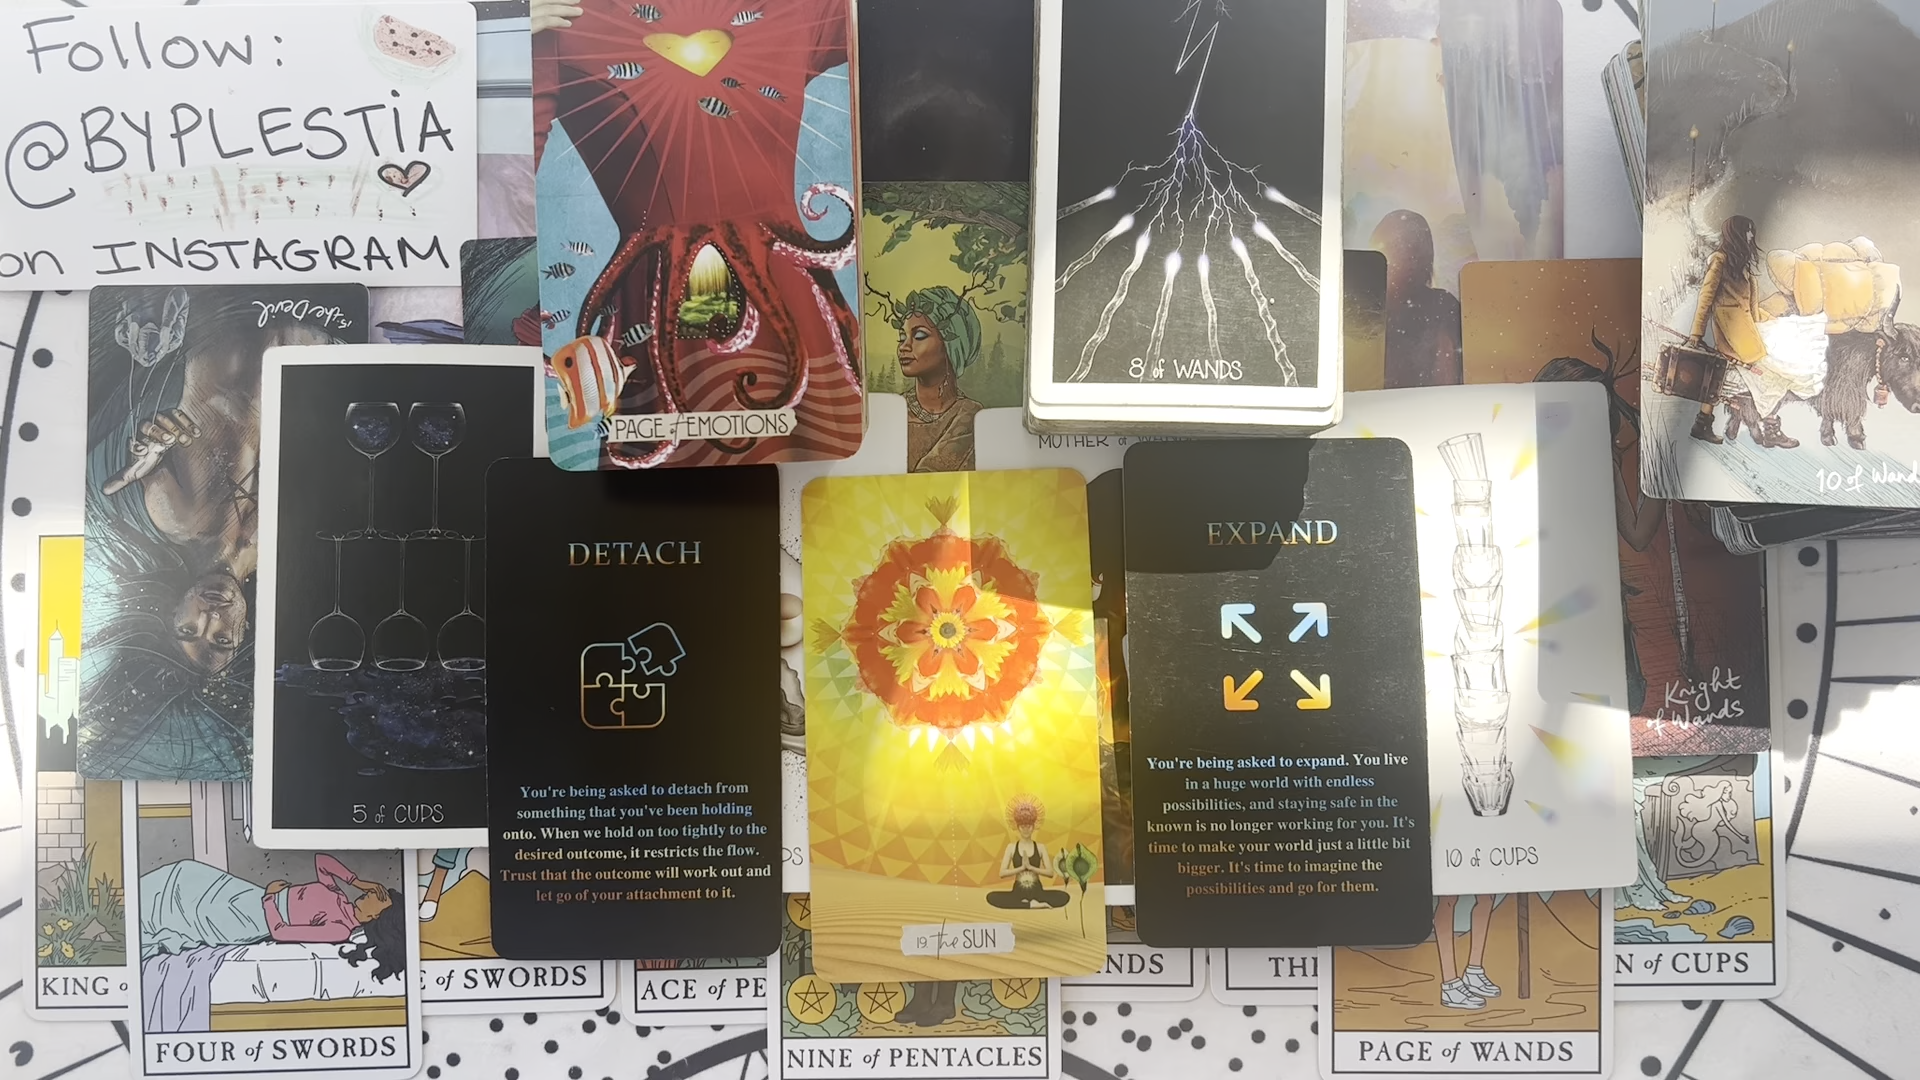 Follow:
@BYPLESTIA
on INSTAGRAM
15 the Devil
PAGE of EMOTIONS
8 of WANDS
MOTHER of
10 of Wand
Knight
of Wands
5 of CUPS
DETACH
You're being asked to detach from
something that you've been holding
onto. When we hold on too tightly to the
desired outcome, it restricts the flow.
Trust that the outcome will work out and
let go of your attachment to it.
19 the SUN
EXPAND
You're being asked to expand. You live
in a huge world with endless
possibilities, and staying safe in the
known is no longer working for you. It's
time to make your world just a little bit
bigger. It's time to imagine the
possibilities and go for them.
10 of CUPS
KING
FOUR of SWORDS
of SWORDS
ACE of PE
NINE of PENTACLES
NDS
TH
PAGE of WANDS
N of CUPS